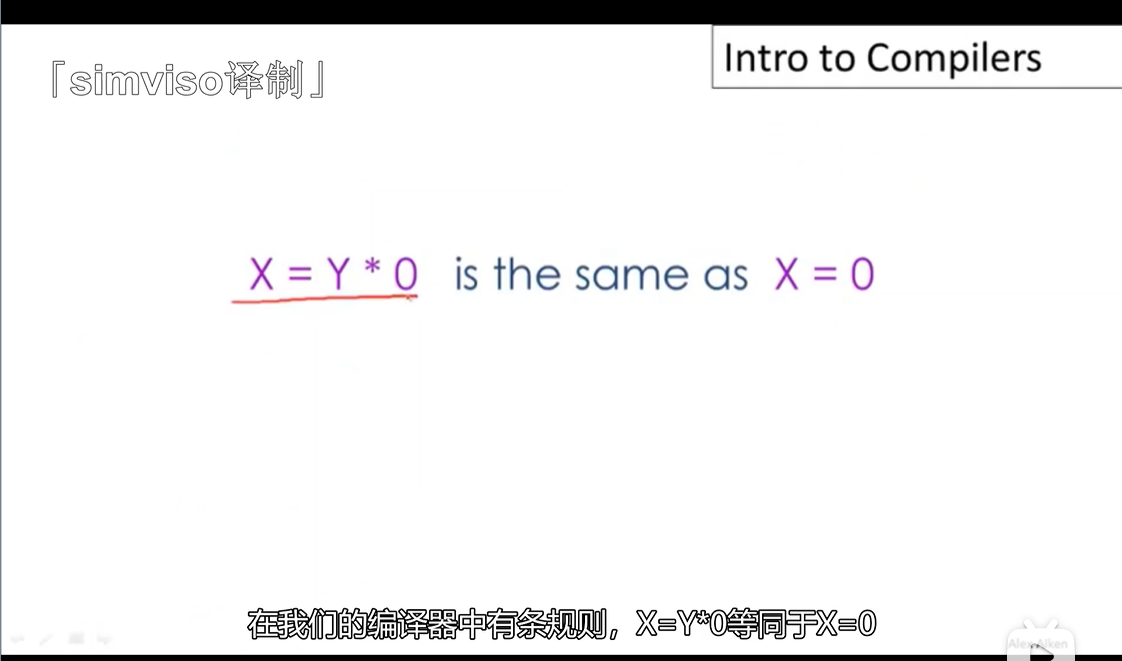 Intro to Compilers
「simviso译制」
X = Y * 0 is the same as X = 0
在我们的编译器中有条规则，X=Y*0等同于X=0
Alex Aiken